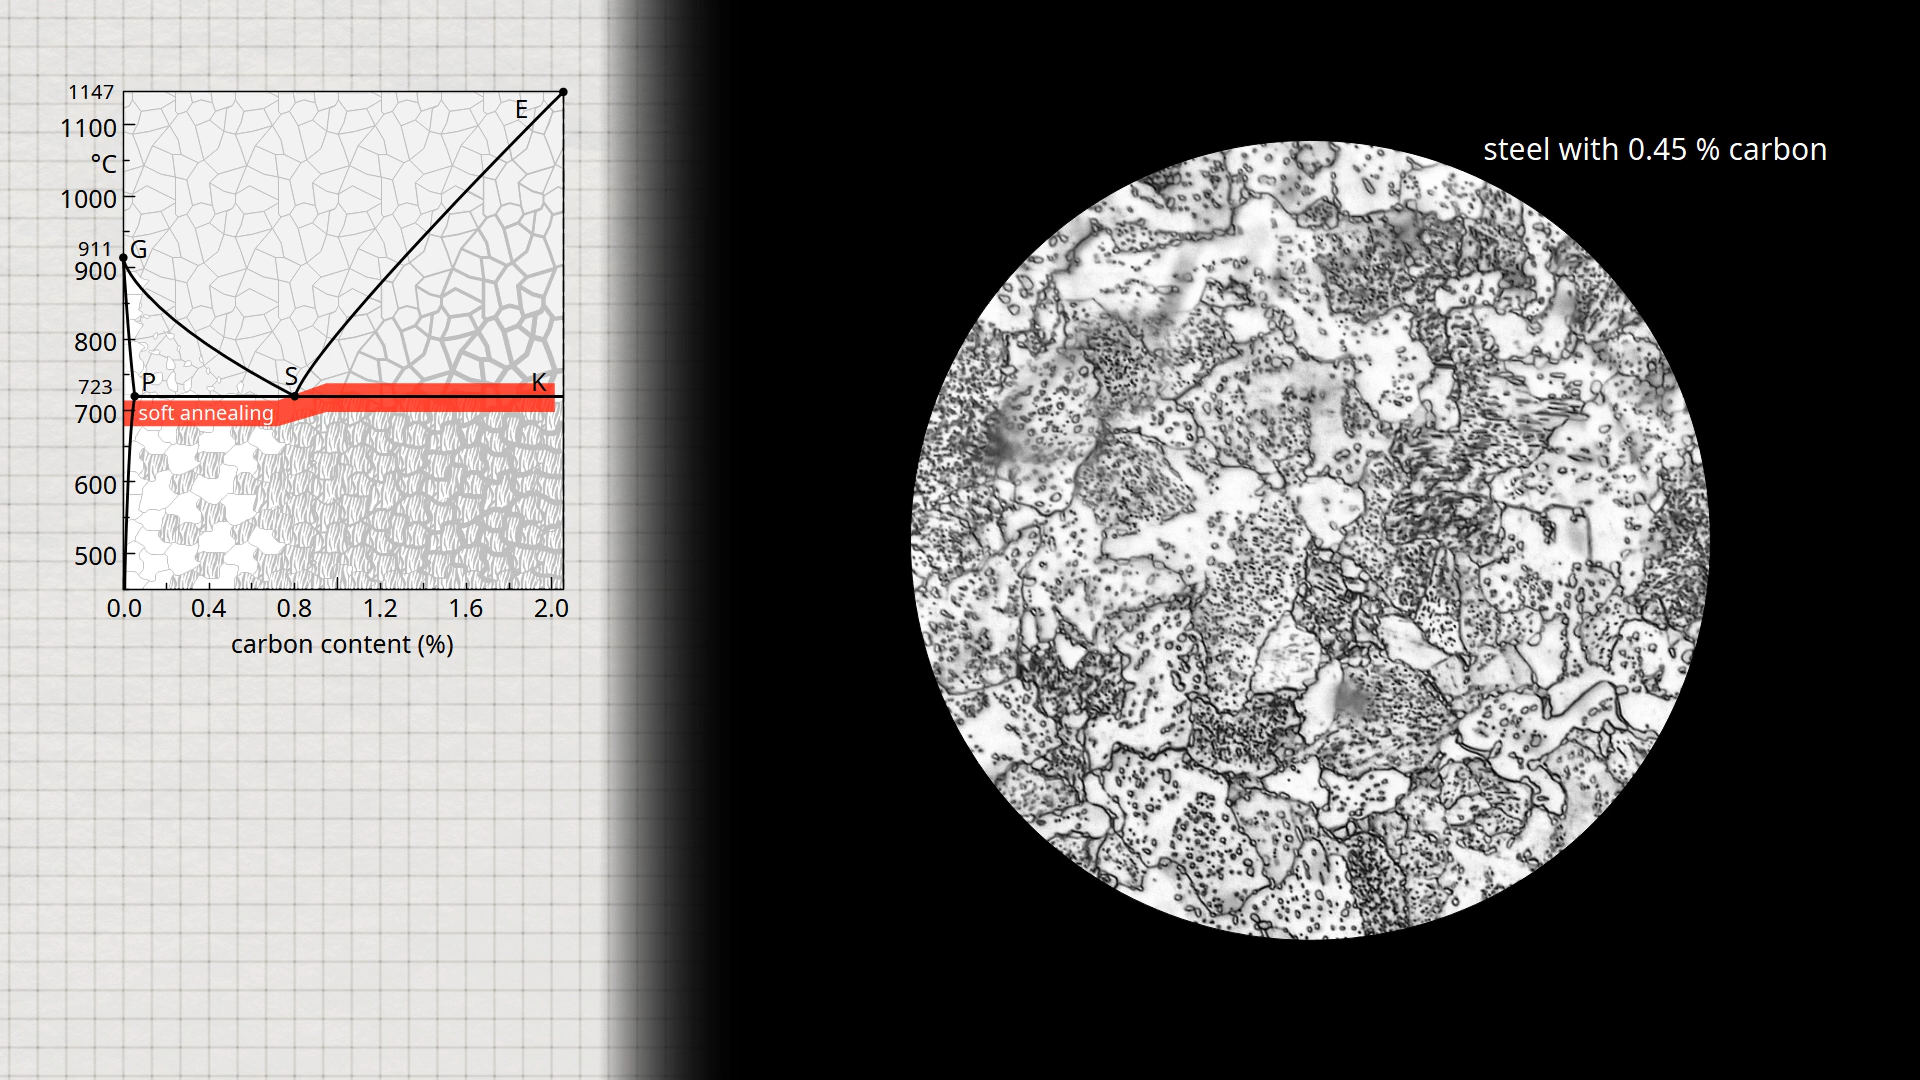 1147
E
1100
°C
steel with 0.45 % carbon
1000
911
G
900
800
S
723
P
K
700
soft annealing
600
500
0.0 0.4 0.8 1.2 1.6 2.0
carbon content (%)